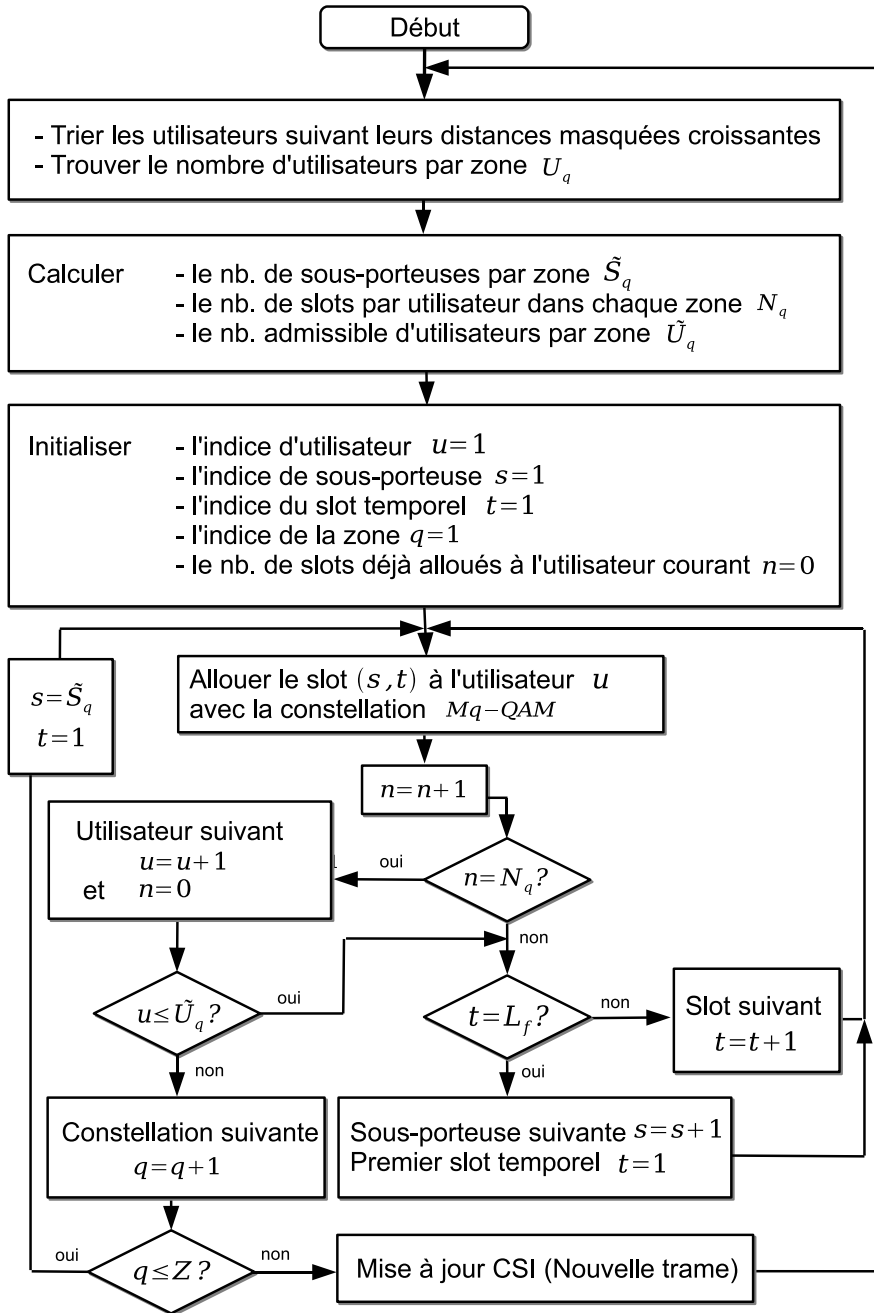 Début
- Trier les utilisateurs suivant leurs distances masquées croissantes
- Trouver le nombre d'utilisateurs par zone U_q
Calculer - le nb. de sous-porteuses par zone S̃_q
- le nb. de slots par utilisateur dans chaque zone N_q
- le nb. admissible d'utilisateurs par zone Ũ_q
Initialiser - l'indice d'utilisateur u=1
- l'indice de sous-porteuse s=1
- l'indice du slot temporel t=1
- l'indice de la zone q=1
- le nb. de slots déjà alloués à l'utilisateur courant n=0
s=S̃_q
t=1
Allouer le slot (s,t) à l'utilisateur u
avec la constellation Mq-QAM
n=n+1
Utilisateur suivant
u=u+1
et n=0
oui
n=N_q?
non
u≤Ũ_q?
oui
t=L_f?
non
Slot suivant
t=t+1
non
oui
Constellation suivante
q=q+1
Sous-porteuse suivante s=s+1
Premier slot temporel t=1
oui
q≤Z?
non
Mise à jour CSI (Nouvelle trame)